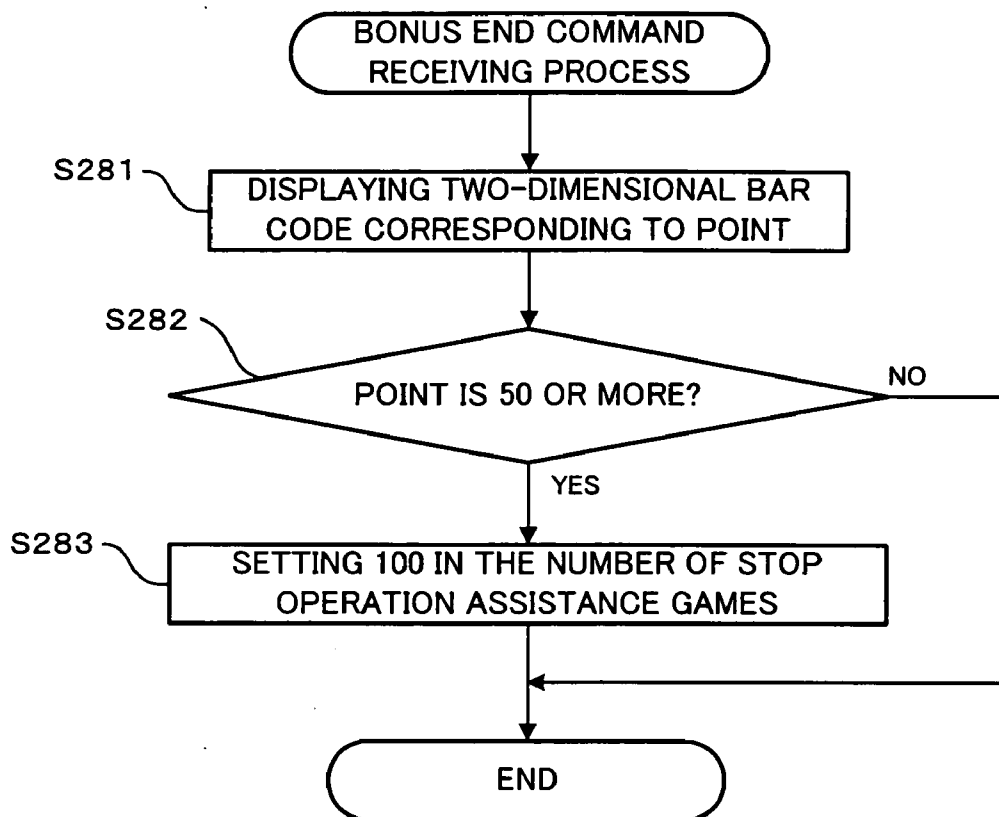 BONUS END COMMAND
RECEIVING PROCESS
S281
DISPLAYING TWO-DIMENSIONAL BAR
CODE CORRESPONDING TO POINT
S282
POINT IS 50 OR MORE?
NO
YES
S283
SETTING 100 IN THE NUMBER OF STOP
OPERATION ASSISTANCE GAMES
END